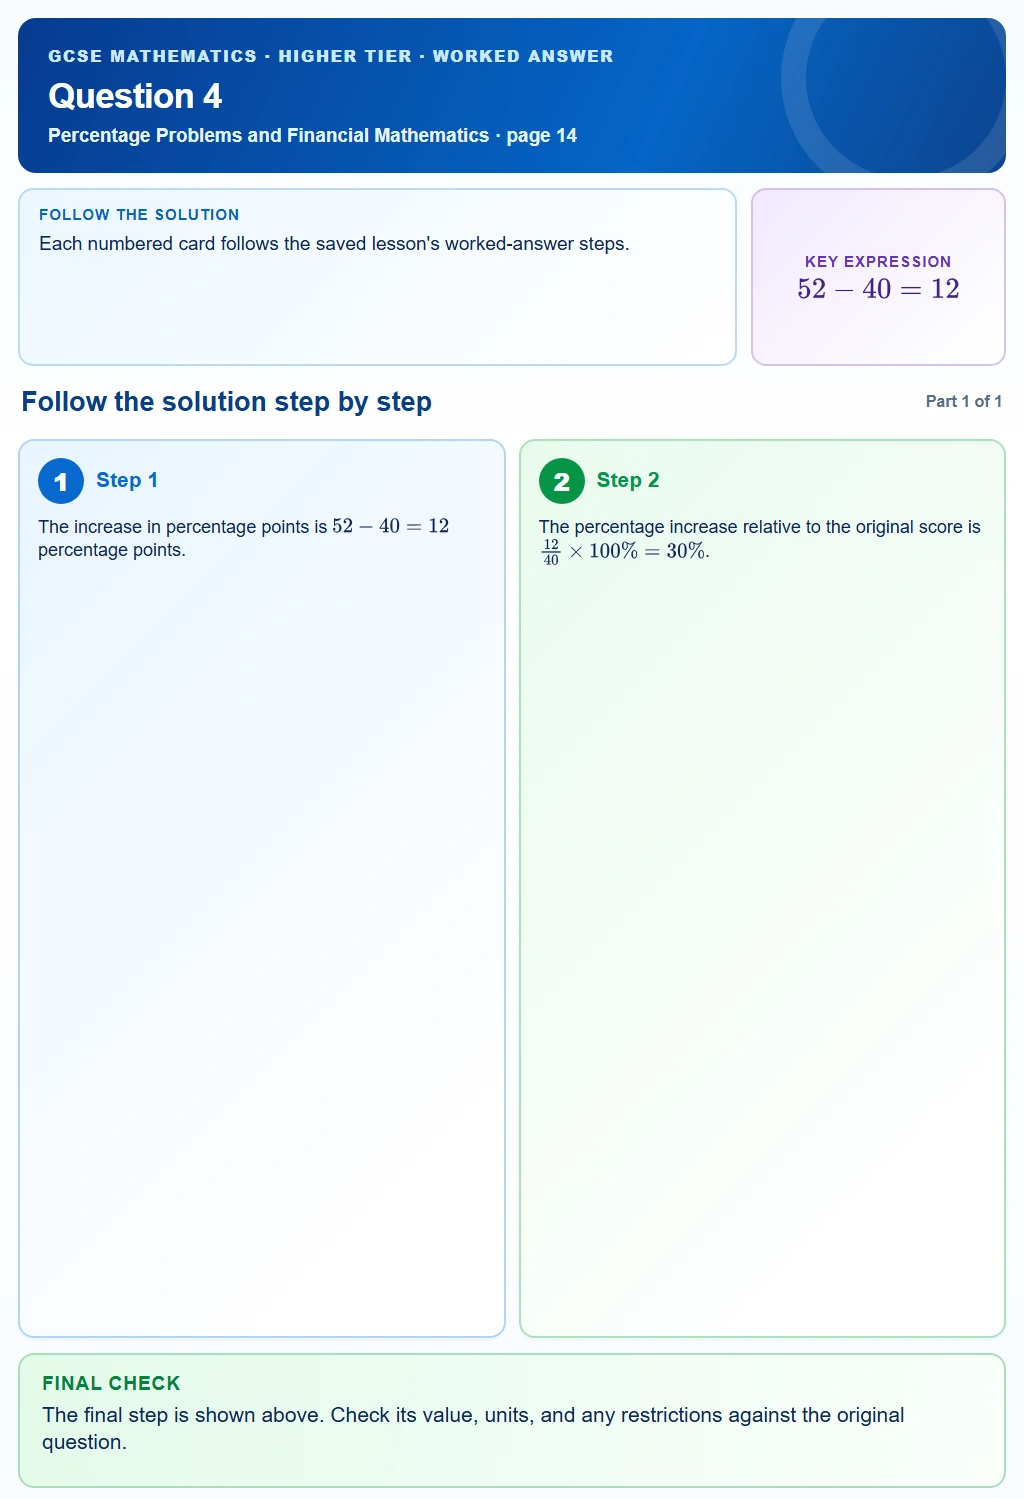 GCSE MATHEMATICS · HIGHER TIER · WORKED ANSWER
Question 4
Percentage Problems and Financial Mathematics · page 14
FOLLOW THE SOLUTION
Each numbered card follows the saved lesson's worked-answer steps.
KEY EXPRESSION
52 − 40 = 12
Follow the solution step by step
Part 1 of 1
1 Step 1
The increase in percentage points is 52 − 40 = 12
percentage points.
2 Step 2
The percentage increase relative to the original score is
12/40 × 100% = 30%.
FINAL CHECK
The final step is shown above. Check its value, units, and any restrictions against the original
question.